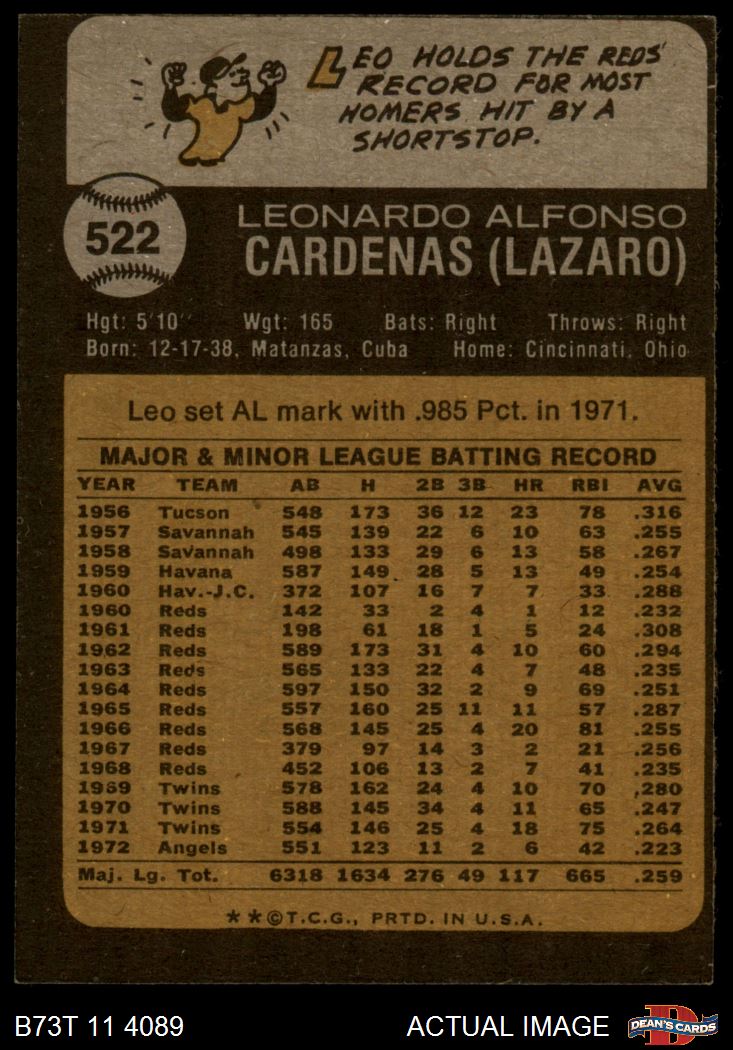 LEO HOLDS THE REDS'
RECORD FOR MOST
HOMERS HIT BY A
SHORTSTOP.
522
LEONARDO ALFONSO
CARDENAS (LAZARO)
Hgt: 5'10'' Wgt: 165 Bats: Right Throws: Right
Born: 12-17-38, Matanzas, Cuba Home: Cincinnati, Ohio
Leo set AL mark with .985 Pct. in 1971.
MAJOR & MINOR LEAGUE BATTING RECORD
YEAR TEAM AB H 2B 3B HR RBI AVG
1956 Tucson 548 173 36 12 23 78 .316
1957 Savannah 545 139 22 6 10 63 .255
1958 Savannah 498 133 29 6 13 58 .267
1959 Havana 587 149 28 5 13 49 .254
1960 Hav.-J.C. 372 107 16 7 7 33 .288
1960 Reds 142 33 2 4 1 12 .232
1961 Reds 198 61 18 1 5 24 .308
1962 Reds 589 173 31 4 10 60 .294
1963 Reds 565 133 22 4 7 48 .235
1964 Reds 597 150 32 2 9 69 .251
1965 Reds 557 160 25 11 11 57 .287
1966 Reds 568 145 25 4 20 81 .255
1967 Reds 379 97 14 3 2 21 .256
1968 Reds 452 106 13 2 7 41 .235
1969 Twins 578 162 24 4 10 70 .280
1970 Twins 588 145 34 4 11 65 .247
1971 Twins 554 146 25 4 18 75 .264
1972 Angels 551 123 11 2 6 42 .223
Maj. Lg. Tot. 6318 1634 276 49 117 665 .259
**©T.C.G., PRTD. IN U.S.A.
B73T 11 4089 ACTUAL IMAGE D DEAN'S CARDS